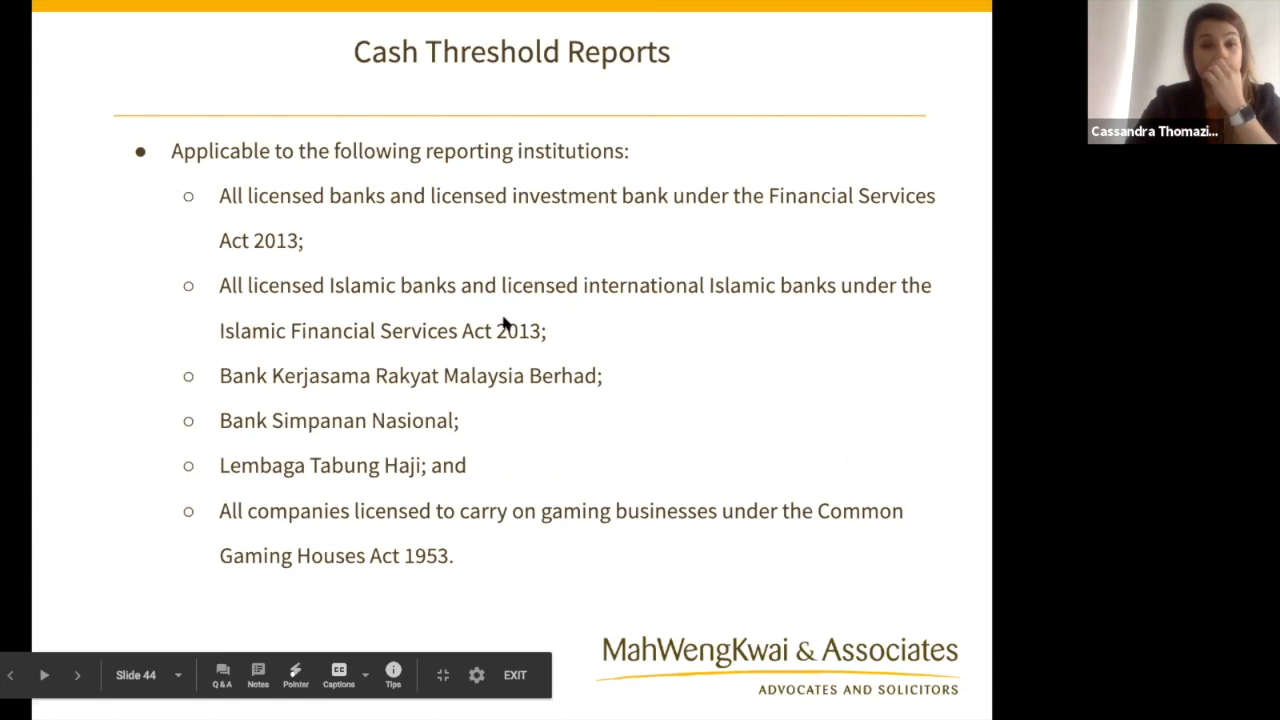 Cash Threshold Reports
Cassandra Thomazi...
● Applicable to the following reporting institutions:
○ All licensed banks and licensed investment bank under the Financial Services
Act 2013;
○ All licensed Islamic banks and licensed international Islamic banks under the
Islamic Financial Services Act 2013;
○ Bank Kerjasama Rakyat Malaysia Berhad;
○ Bank Simpanan Nasional;
○ Lembaga Tabung Haji; and
○ All companies licensed to carry on gaming businesses under the Common
Gaming Houses Act 1953.
MahWengKwai & Associates
ADVOCATES AND SOLICITORS
Slide 44
Q & A
Notes
Pointer
CC
Captions
Tips
EXIT